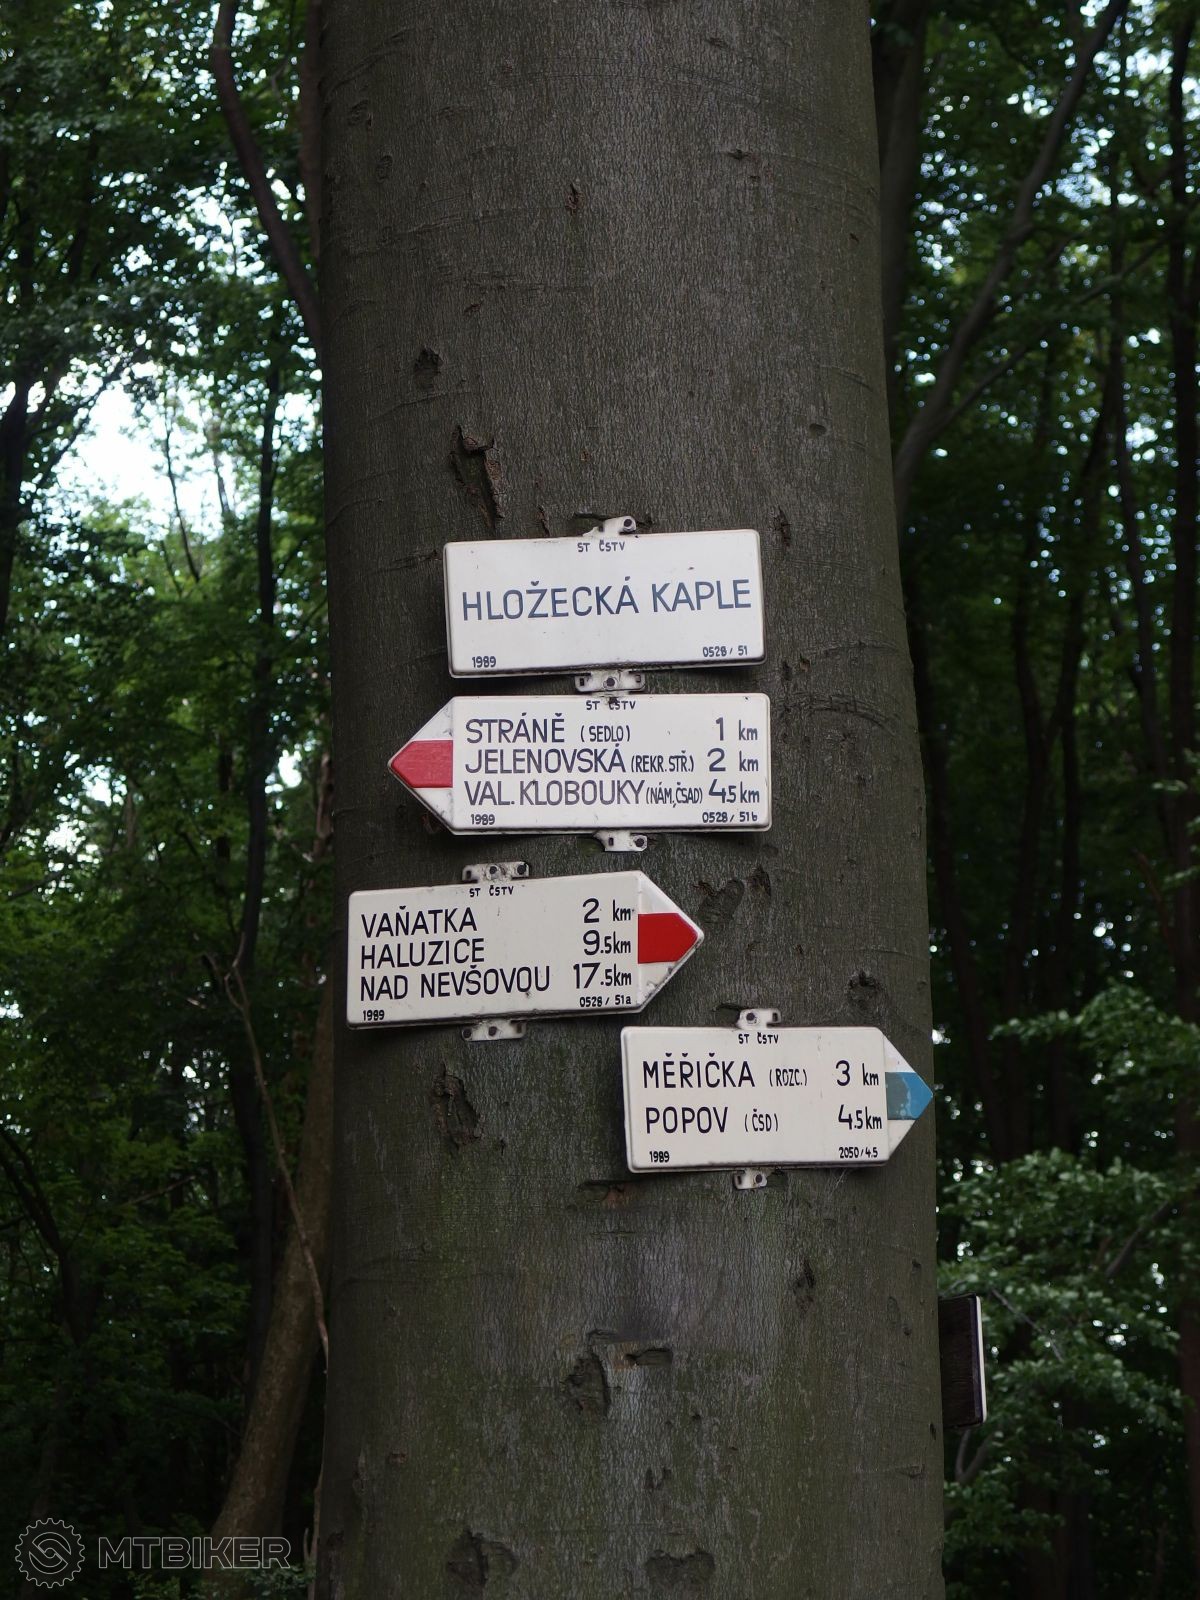 ST ČSTV
HLOŽECKÁ KAPLE
1989 0528/51
ST ČSTV
STRÁNĚ (SEDLO) 1 km
JELENOVSKÁ (REKR. STŘ.) 2 km
VAL. KLOBOUKY (NÁM. ČSAD) 4.5 km
1989 0528/51b
ST ČSTV
VAŇATKA 2 km
HALUZICE 9.5 km
NAD NEVŠOVOU 17.5 km
1989 0528/51a
ST ČSTV
MĚŘIČKA (ROZC.) 3 km
POPOV (ČSD) 4.5 km
1989 2050/4.5
MTBIKER